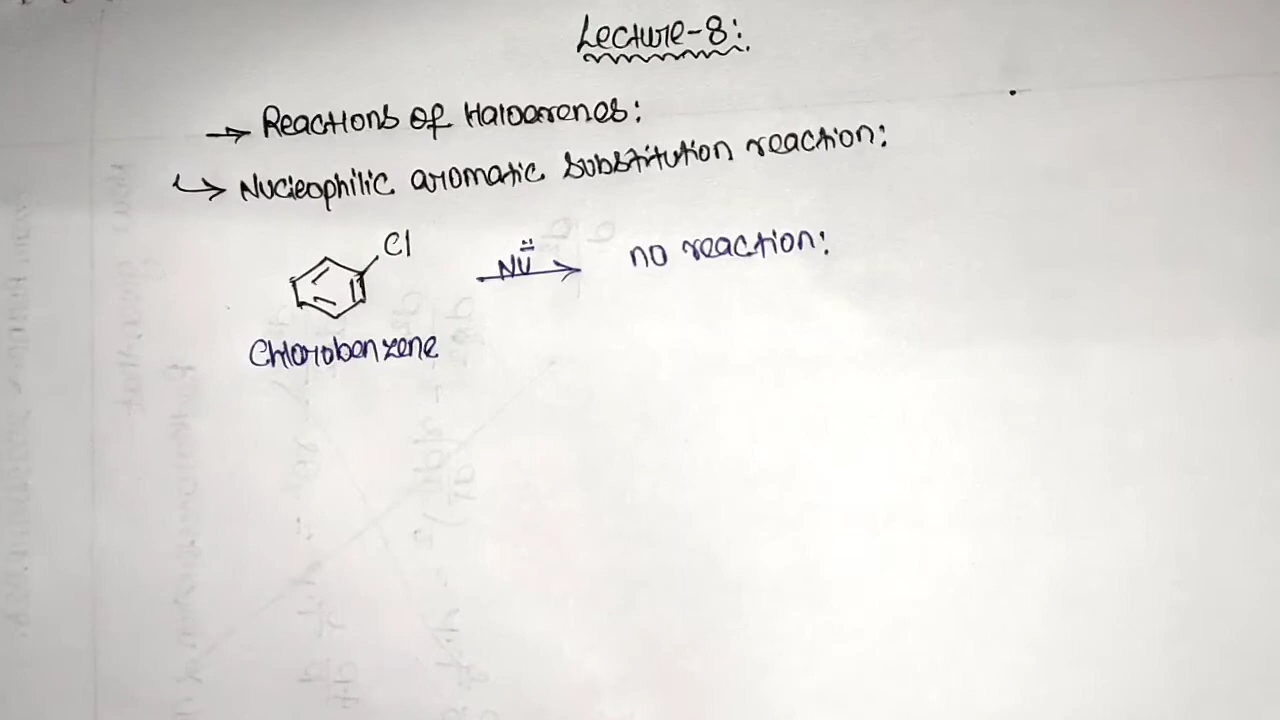 Lecture-8:
→ Reactions of Haloarenes:
↳ Nucleophilic aromatic substitution reaction:
Cl
Nu⁻ no reaction:
Chlorobenzene